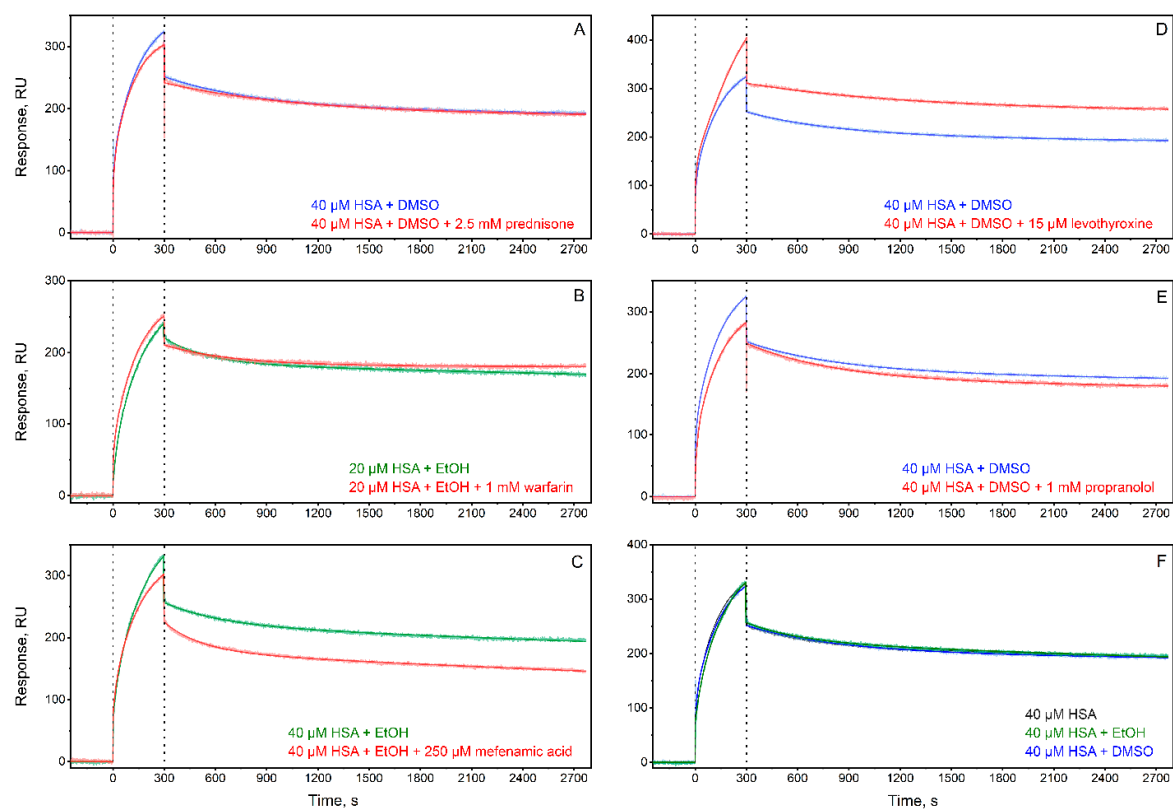 A
Response, RU
300
200
100
0
40 µM HSA + DMSO
40 µM HSA + DMSO + 2.5 mM prednisone
0 300 600 900 1200 1500 1800 2100 2400 2700
D
Response, RU
400
300
200
100
0
40 µM HSA + DMSO
40 µM HSA + DMSO + 15 µM levothyroxine
0 300 600 900 1200 1500 1800 2100 2400 2700
B
Response, RU
300
200
100
0
20 µM HSA + EtOH
20 µM HSA + EtOH + 1 mM warfarin
0 300 600 900 1200 1500 1800 2100 2400 2700
E
Response, RU
300
200
100
0
40 µM HSA + DMSO
40 µM HSA + DMSO + 1 mM propranolol
0 300 600 900 1200 1500 1800 2100 2400 2700
C
Response, RU
300
200
100
0
40 µM HSA + EtOH
40 µM HSA + EtOH + 250 µM mefenamic acid
0 300 600 900 1200 1500 1800 2100 2400 2700
Time, s
F
Response, RU
400
300
200
100
0
40 µM HSA
40 µM HSA + EtOH
40 µM HSA + DMSO
0 300 600 900 1200 1500 1800 2100 2400 2700
Time, s